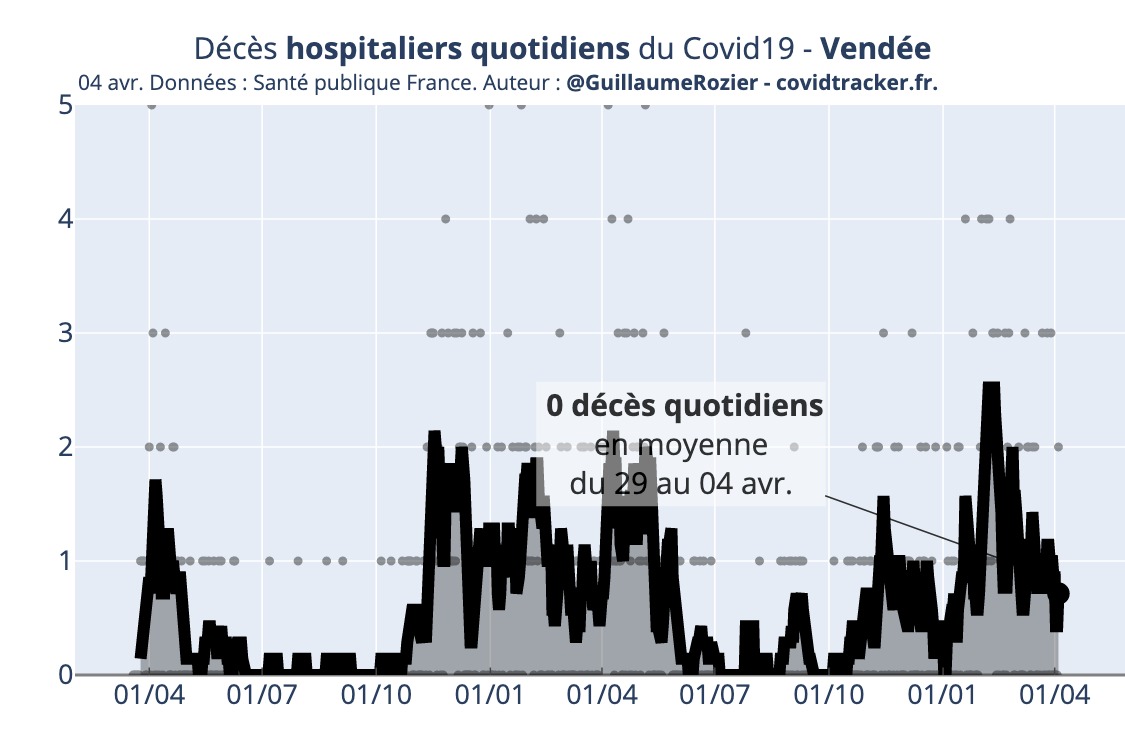 Décès hospitaliers quotidiens du Covid19 - Vendée
04 avr. Données : Santé publique France. Auteur : @GuillaumeRozier - covidtracker.fr.
5
4
3
0 décès quotidiens
en moyenne
2
du 29 au 04 avr.
1
0
01/04 01/07 01/10 01/01 01/04 01/07 01/10 01/01 01/04